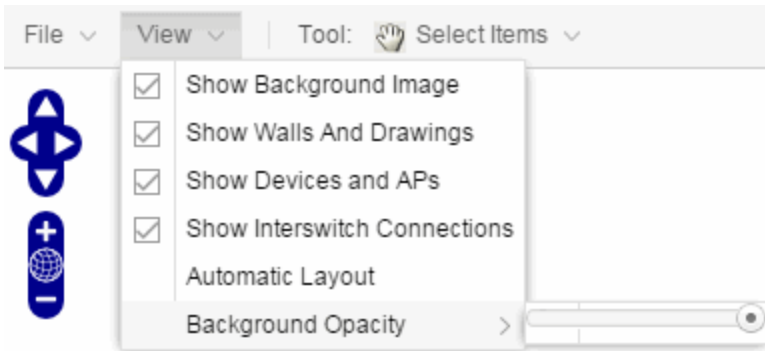 File View Tool: Select Items
Show Background Image
Show Walls And Drawings
Show Devices and APs
Show Interswitch Connections
Automatic Layout
Background Opacity